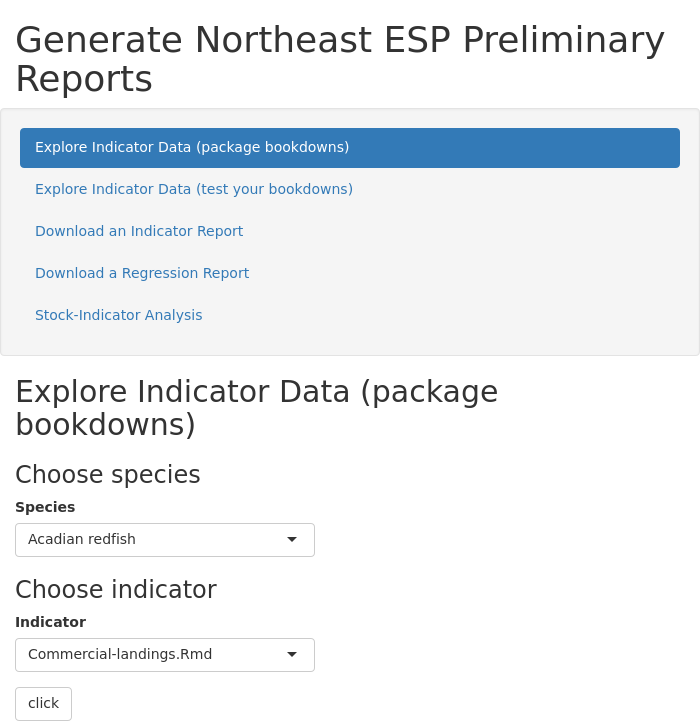 Generate Northeast ESP Preliminary
Reports
Explore Indicator Data (package bookdowns)
Explore Indicator Data (test your bookdowns)
Download an Indicator Report
Download a Regression Report
Stock-Indicator Analysis
Explore Indicator Data (package
bookdowns)
Choose species
Species
Acadian redfish
Choose indicator
Indicator
Commercial-landings.Rmd
click